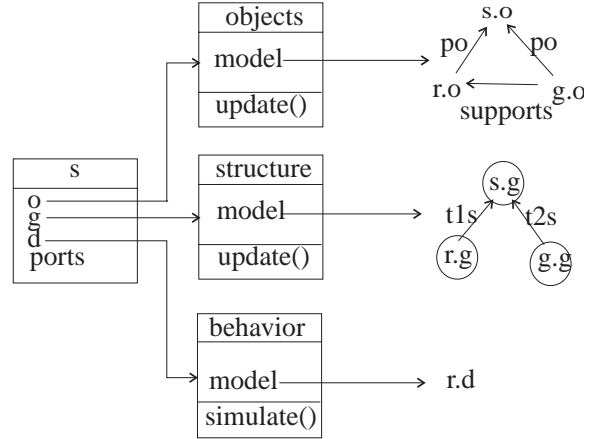 objects
model
update()
s.o
po
po
r.o
g.o
supports
s
o
g
d
ports
structure
model
update()
s.g
t1s
t2s
r.g
g.g
behavior
model
simulate()
r.d